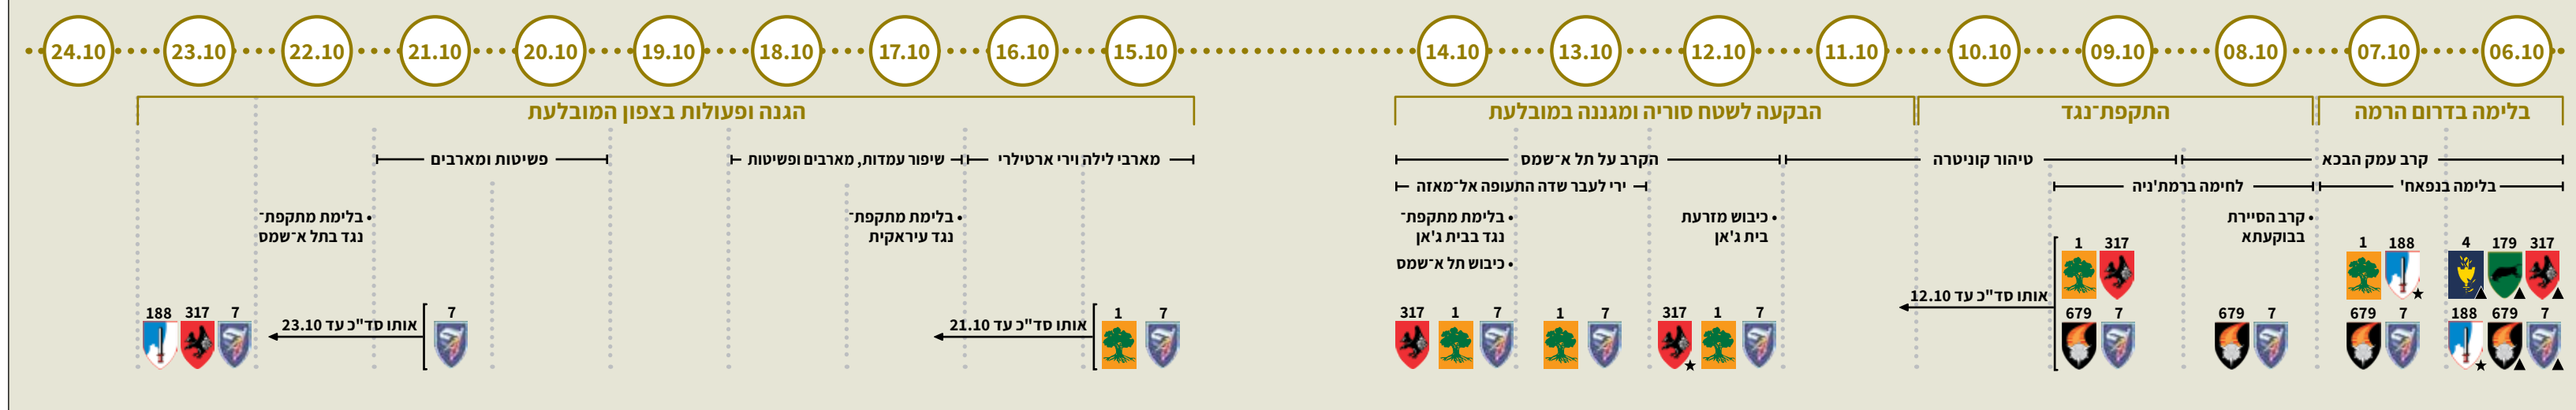 06.10 07.10 08.10 09.10 10.10 11.10 12.10 13.10 14.10 15.10 16.10 17.10 18.10 19.10 20.10 21.10 22.10 23.10 24.10
בלימה בדרום הרמה
התקפת־נגד
הבקעה לשטח סוריה ומגננה במובלעת
הגנה ופעולות בצפון המובלעת
קרב עמק הבכא
טיהור קוניטרה
הקרב על תל א־שמס
מארבי לילה וירי ארטילרי
שיפור עמדות, מארבים ופשיטות
פשיטות ומארבים
בלימה בנפאח'
לחימה ברמת'ניה
ירי לעבר שדה התעופה אל־מאזה
• קרב הסיירת
בבוקעתא
• כיבוש מזרעת
בית ג'אן
• בלימת מתקפת־
נגד בבית ג'אן
• כיבוש תל א־שמס
• בלימת מתקפת־
נגד עיראקית
• בלימת מתקפת־
נגד בתל א־שמס
317 179 4
7 679 188
188 1
7 679
7 679
317 1
7 679
אותו סד"כ עד 12.10
7 1 317
7 1
7 1 317
7 1
אותו סד"כ עד 21.10
7
אותו סד"כ עד 23.10
7 317 188